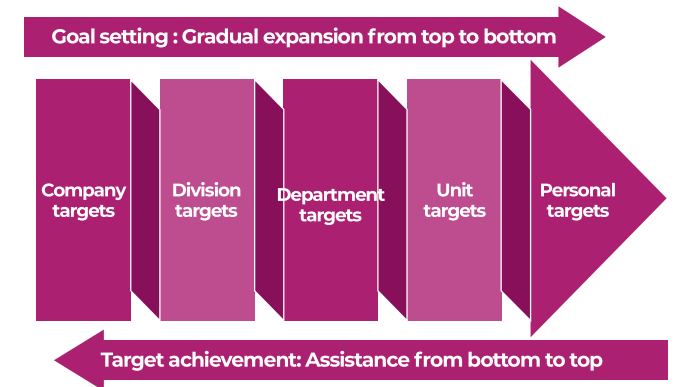 Goal setting : Gradual expansion from top to bottom
Company
targets
Division
targets
Department
targets
Unit
targets
Personal
targets
Target achievement: Assistance from bottom to top